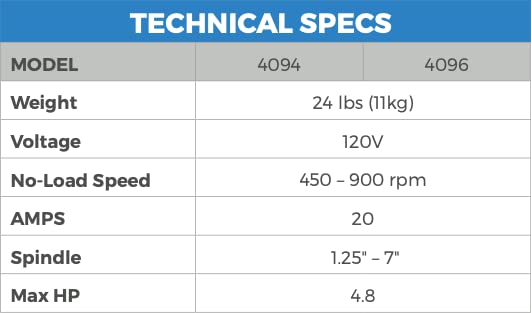 TECHNICAL SPECS
MODEL 4094 4096
Weight 24 lbs (11kg)
Voltage 120V
No-Load Speed 450 – 900 rpm
AMPS 20
Spindle 1.25" – 7"
Max HP 4.8